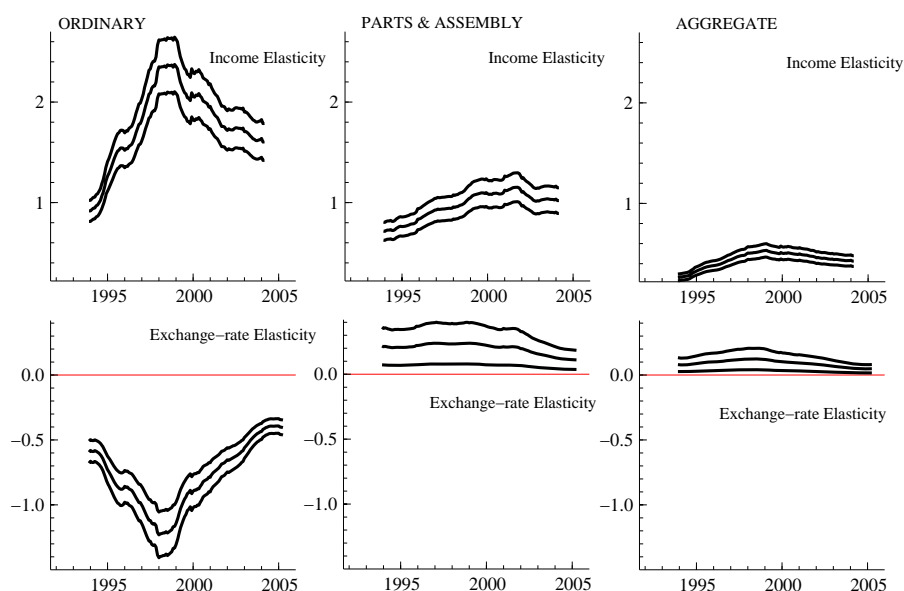 ORDINARY
PARTS & ASSEMBLY
AGGREGATE
Income Elasticity
Income Elasticity
Income Elasticity
2
2
2
1
1
1
1995 2000 2005
1995 2000 2005
1995 2000 2005
Exchange−rate Elasticity
0.0
0.0
0.0
Exchange−rate Elasticity
Exchange−rate Elasticity
−0.5
−0.5
−0.5
−1.0
−1.0
−1.0
1995 2000 2005
1995 2000 2005
1995 2000 2005